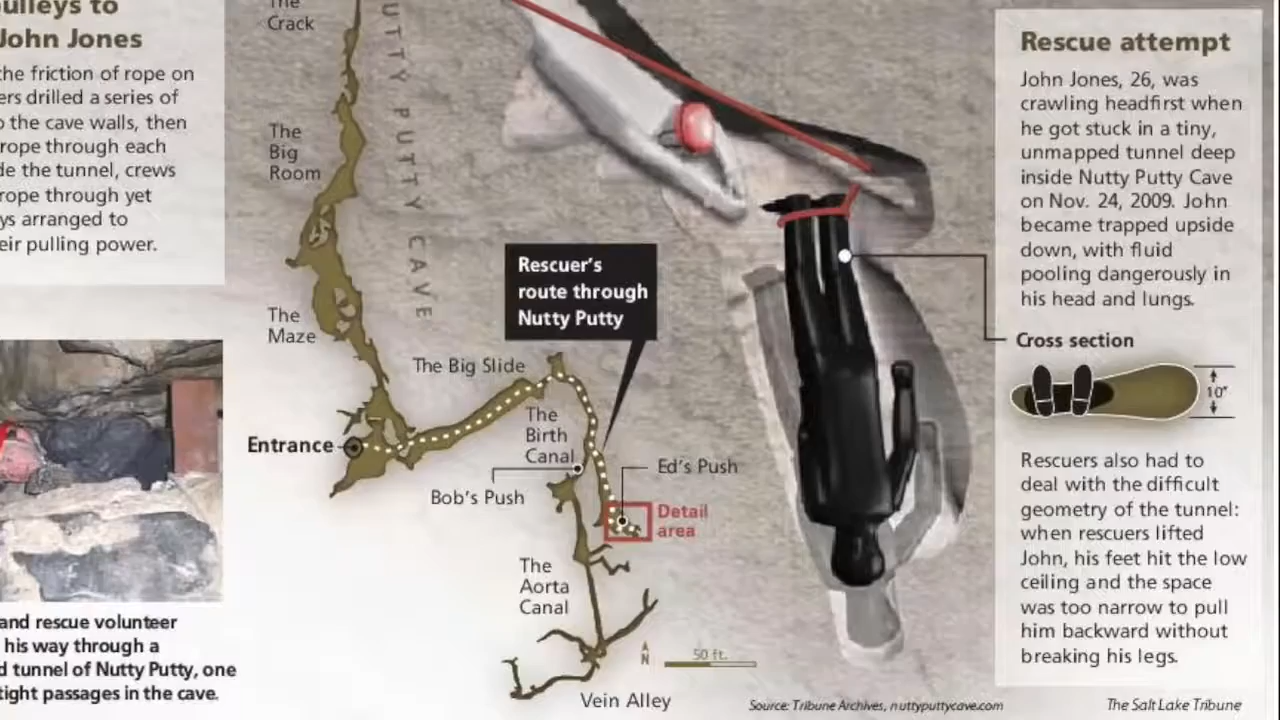 pulleys to
John Jones
the friction of rope on
ers drilled a series of
o the cave walls, then
rope through each
de the tunnel, crews
rope through yet
ys arranged to
eir pulling power.
and rescue volunteer
his way through a
d tunnel of Nutty Putty, one
tight passages in the cave.
The
Crack
NUTTY PUTTY CAVE
The
Big
Room
The
Maze
The Big Slide
Entrance
The
Birth
Canal
Bob's Push
Ed's Push
Detail
area
The
Aorta
Canal
Vein Alley
N
50 ft.
Rescuer's
route through
Nutty Putty
Rescue attempt
John Jones, 26, was
crawling headfirst when
he got stuck in a tiny,
unmapped tunnel deep
inside Nutty Putty Cave
on Nov. 24, 2009. John
became trapped upside
down, with fluid
pooling dangerously in
his head and lungs.
Cross section
10"
Rescuers also had to
deal with the difficult
geometry of the tunnel:
when rescuers lifted
John, his feet hit the low
ceiling and the space
was too narrow to pull
him backward without
breaking his legs.
Source: Tribune Archives, nuttyputtycave.com
The Salt Lake Tribune